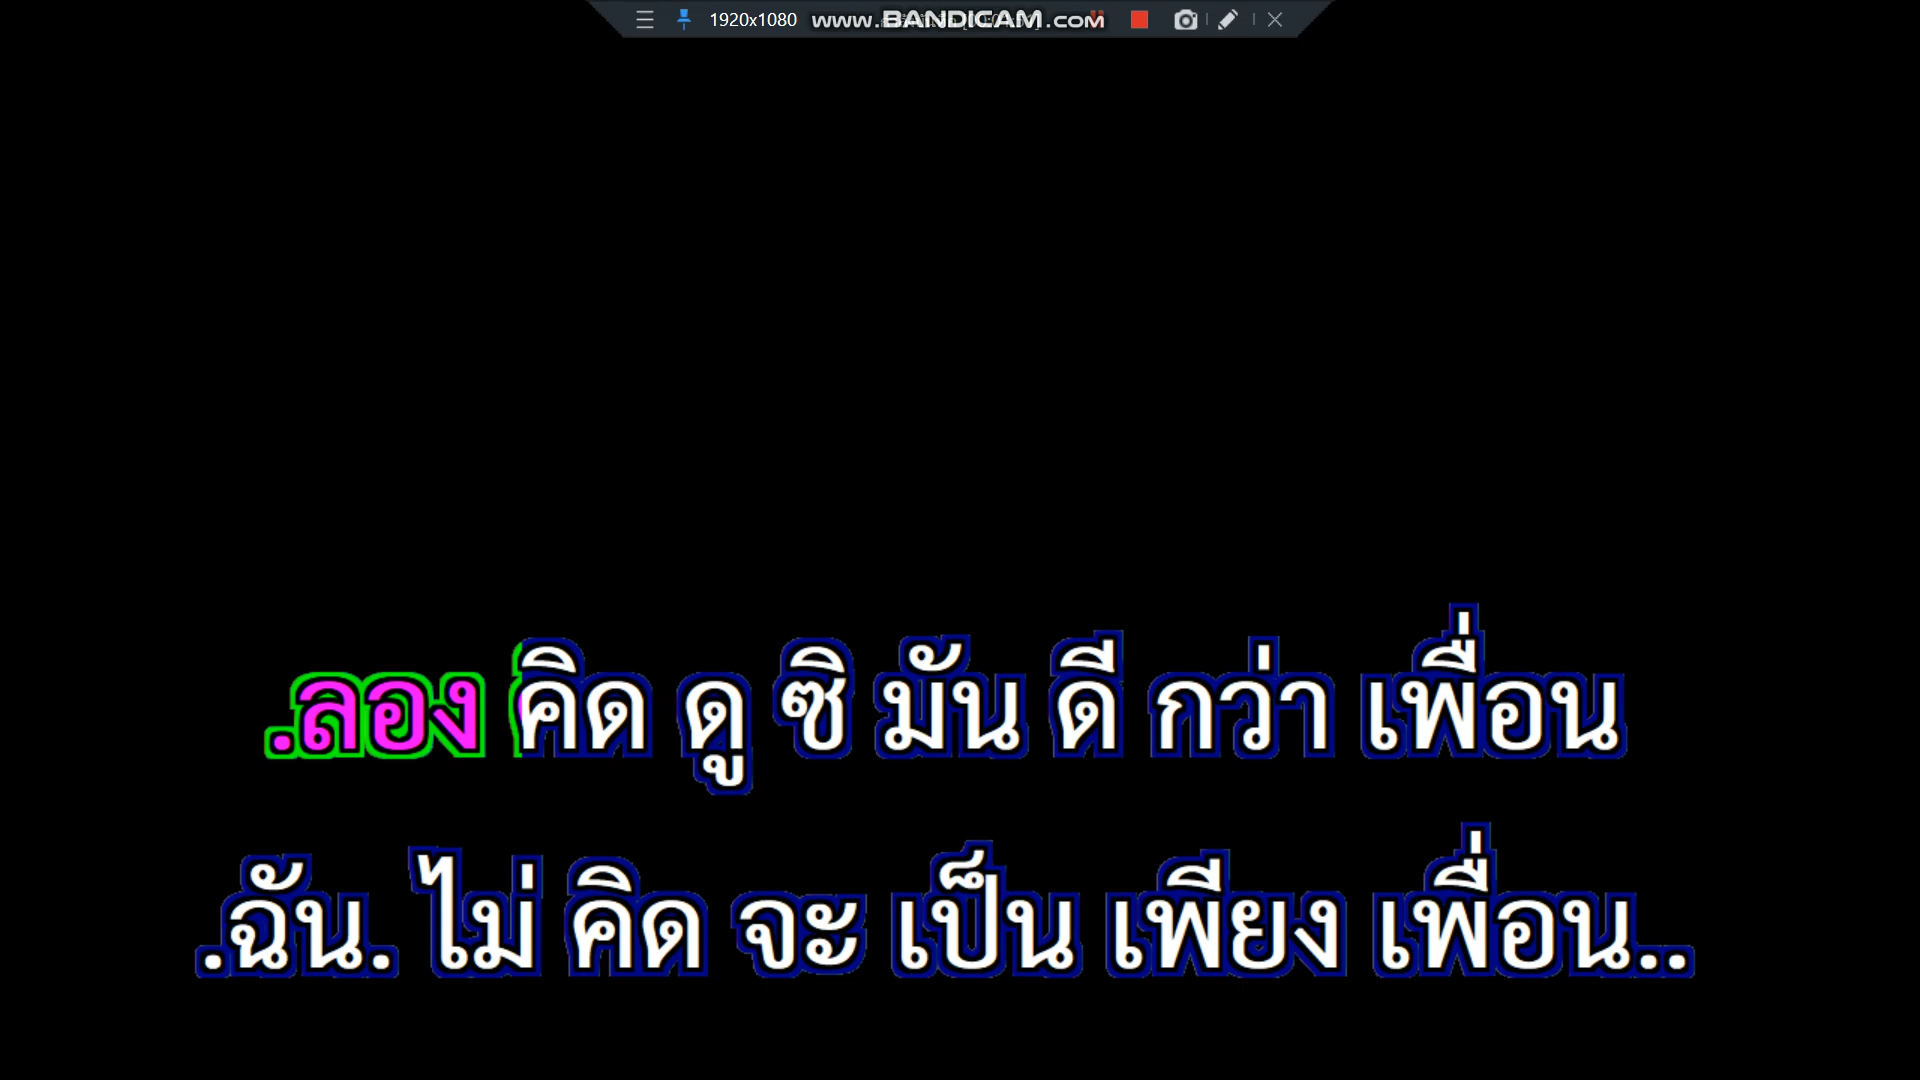 1920x1080 www.BANDICAM.com
.ลอง คิด ดู ซิ มัน ดี กว่า เพื่อน
.ฉัน. ไม่ คิด จะ เป็น เพียง เพื่อน..